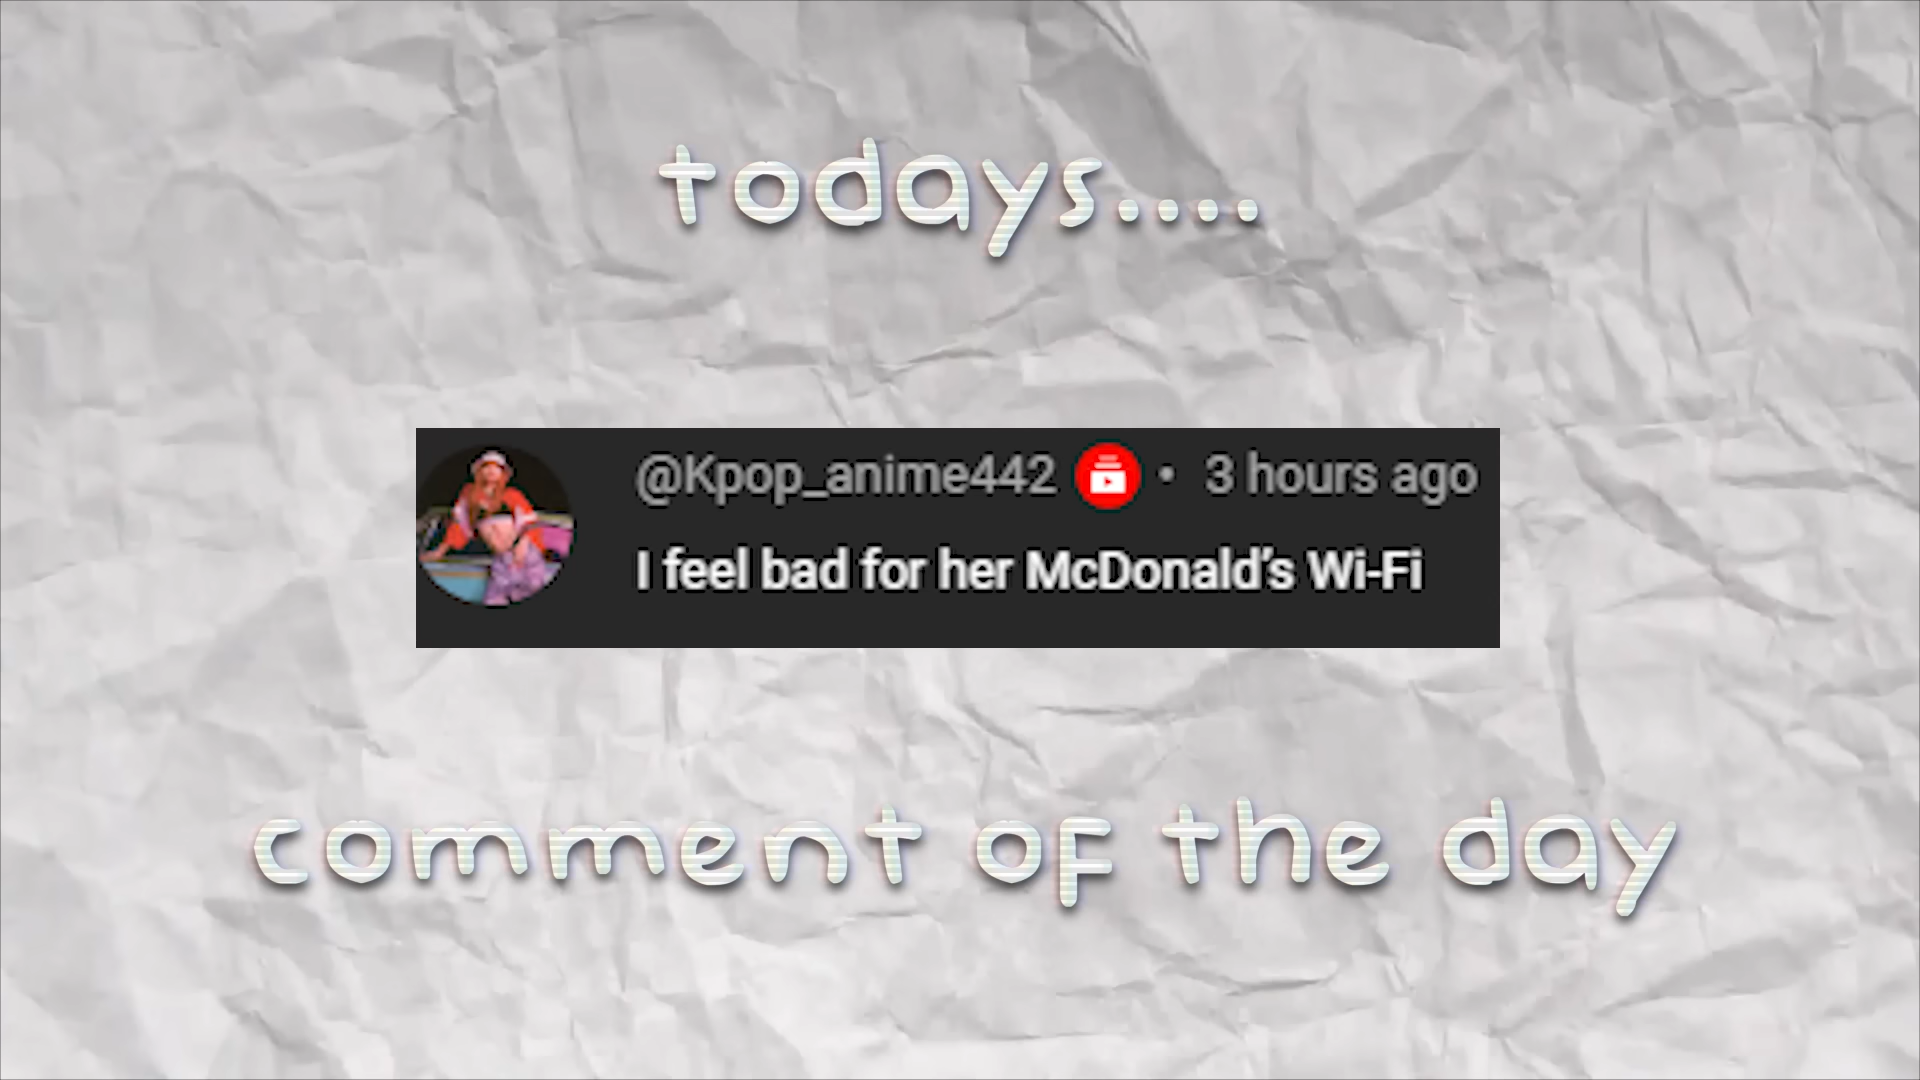 todays....
@Kpop_anime442 • 3 hours ago
I feel bad for her McDonald’s Wi-Fi
comment of the day